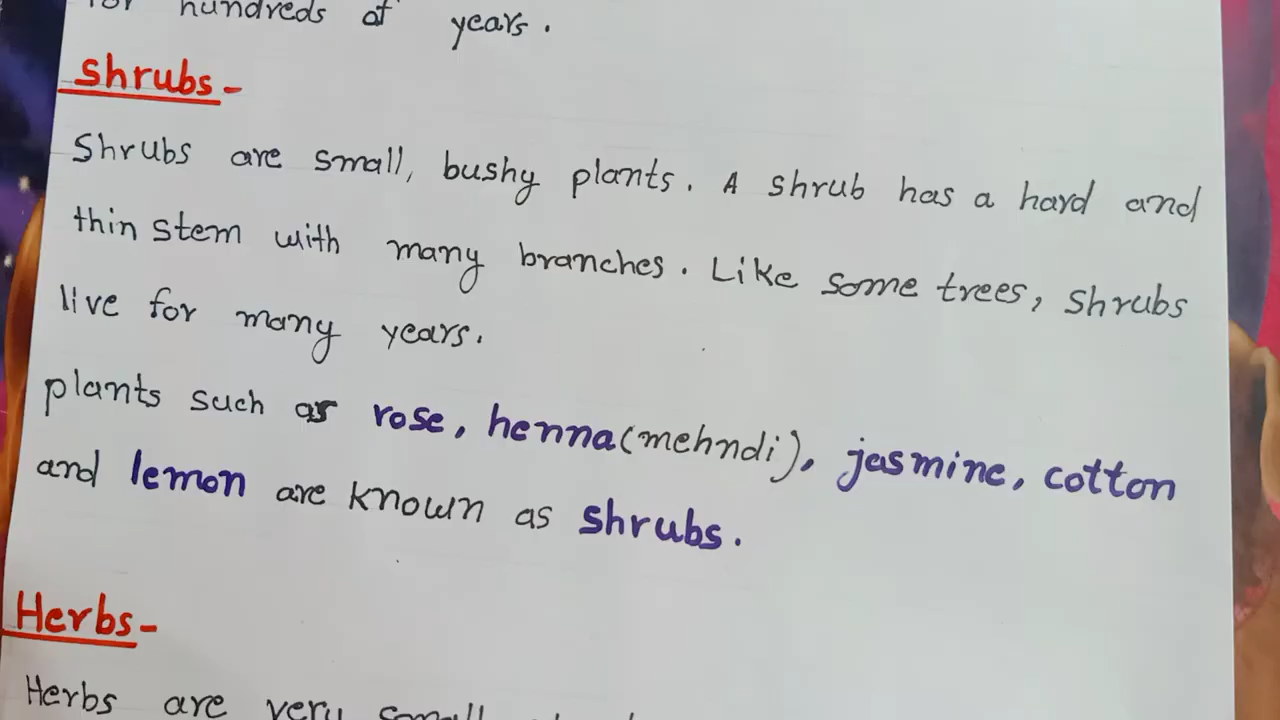 for hundreds of years.
Shrubs-
Shrubs are small, bushy plants. A shrub has a hard and
thin stem with many branches. Like some trees, shrubs
live for many years.
plants such as rose, henna(mehndi), jasmine, cotton
and lemon are known as shrubs.
Herbs-
Herbs are very small